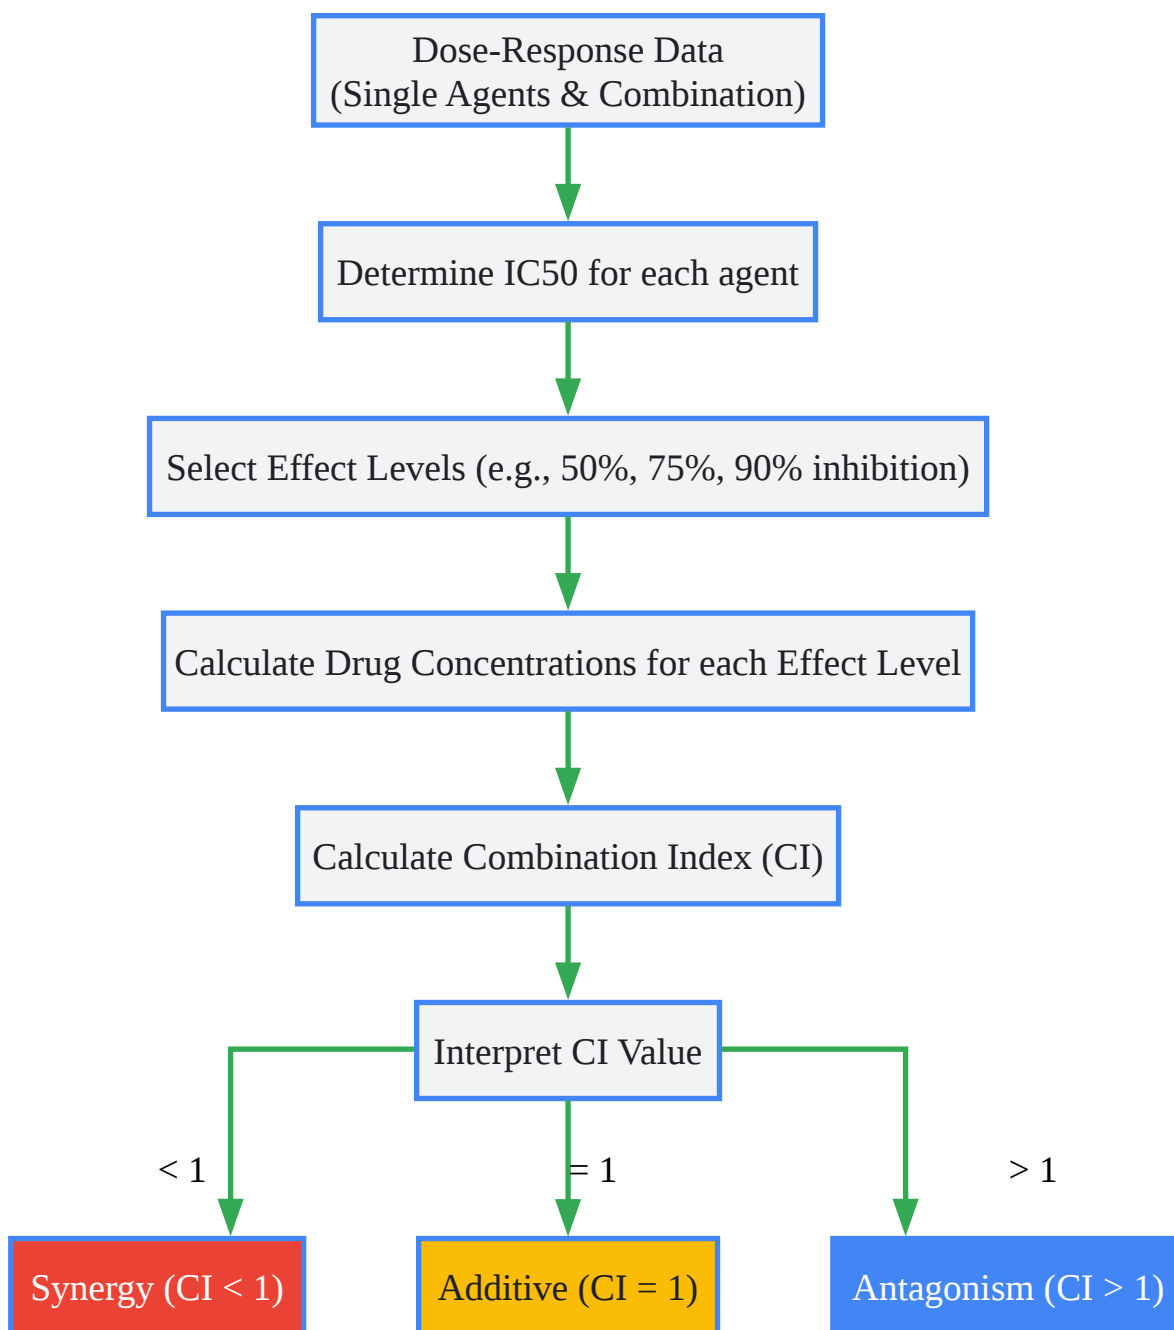 Dose-Response Data
(Single Agents & Combination)
Determine IC50 for each agent
Select Effect Levels (e.g., 50%, 75%, 90% inhibition)
Calculate Drug Concentrations for each Effect Level
Calculate Combination Index (CI)
Interpret CI Value
< 1
= 1
> 1
Synergy (CI < 1)
Additive (CI = 1)
Antagonism (CI > 1)